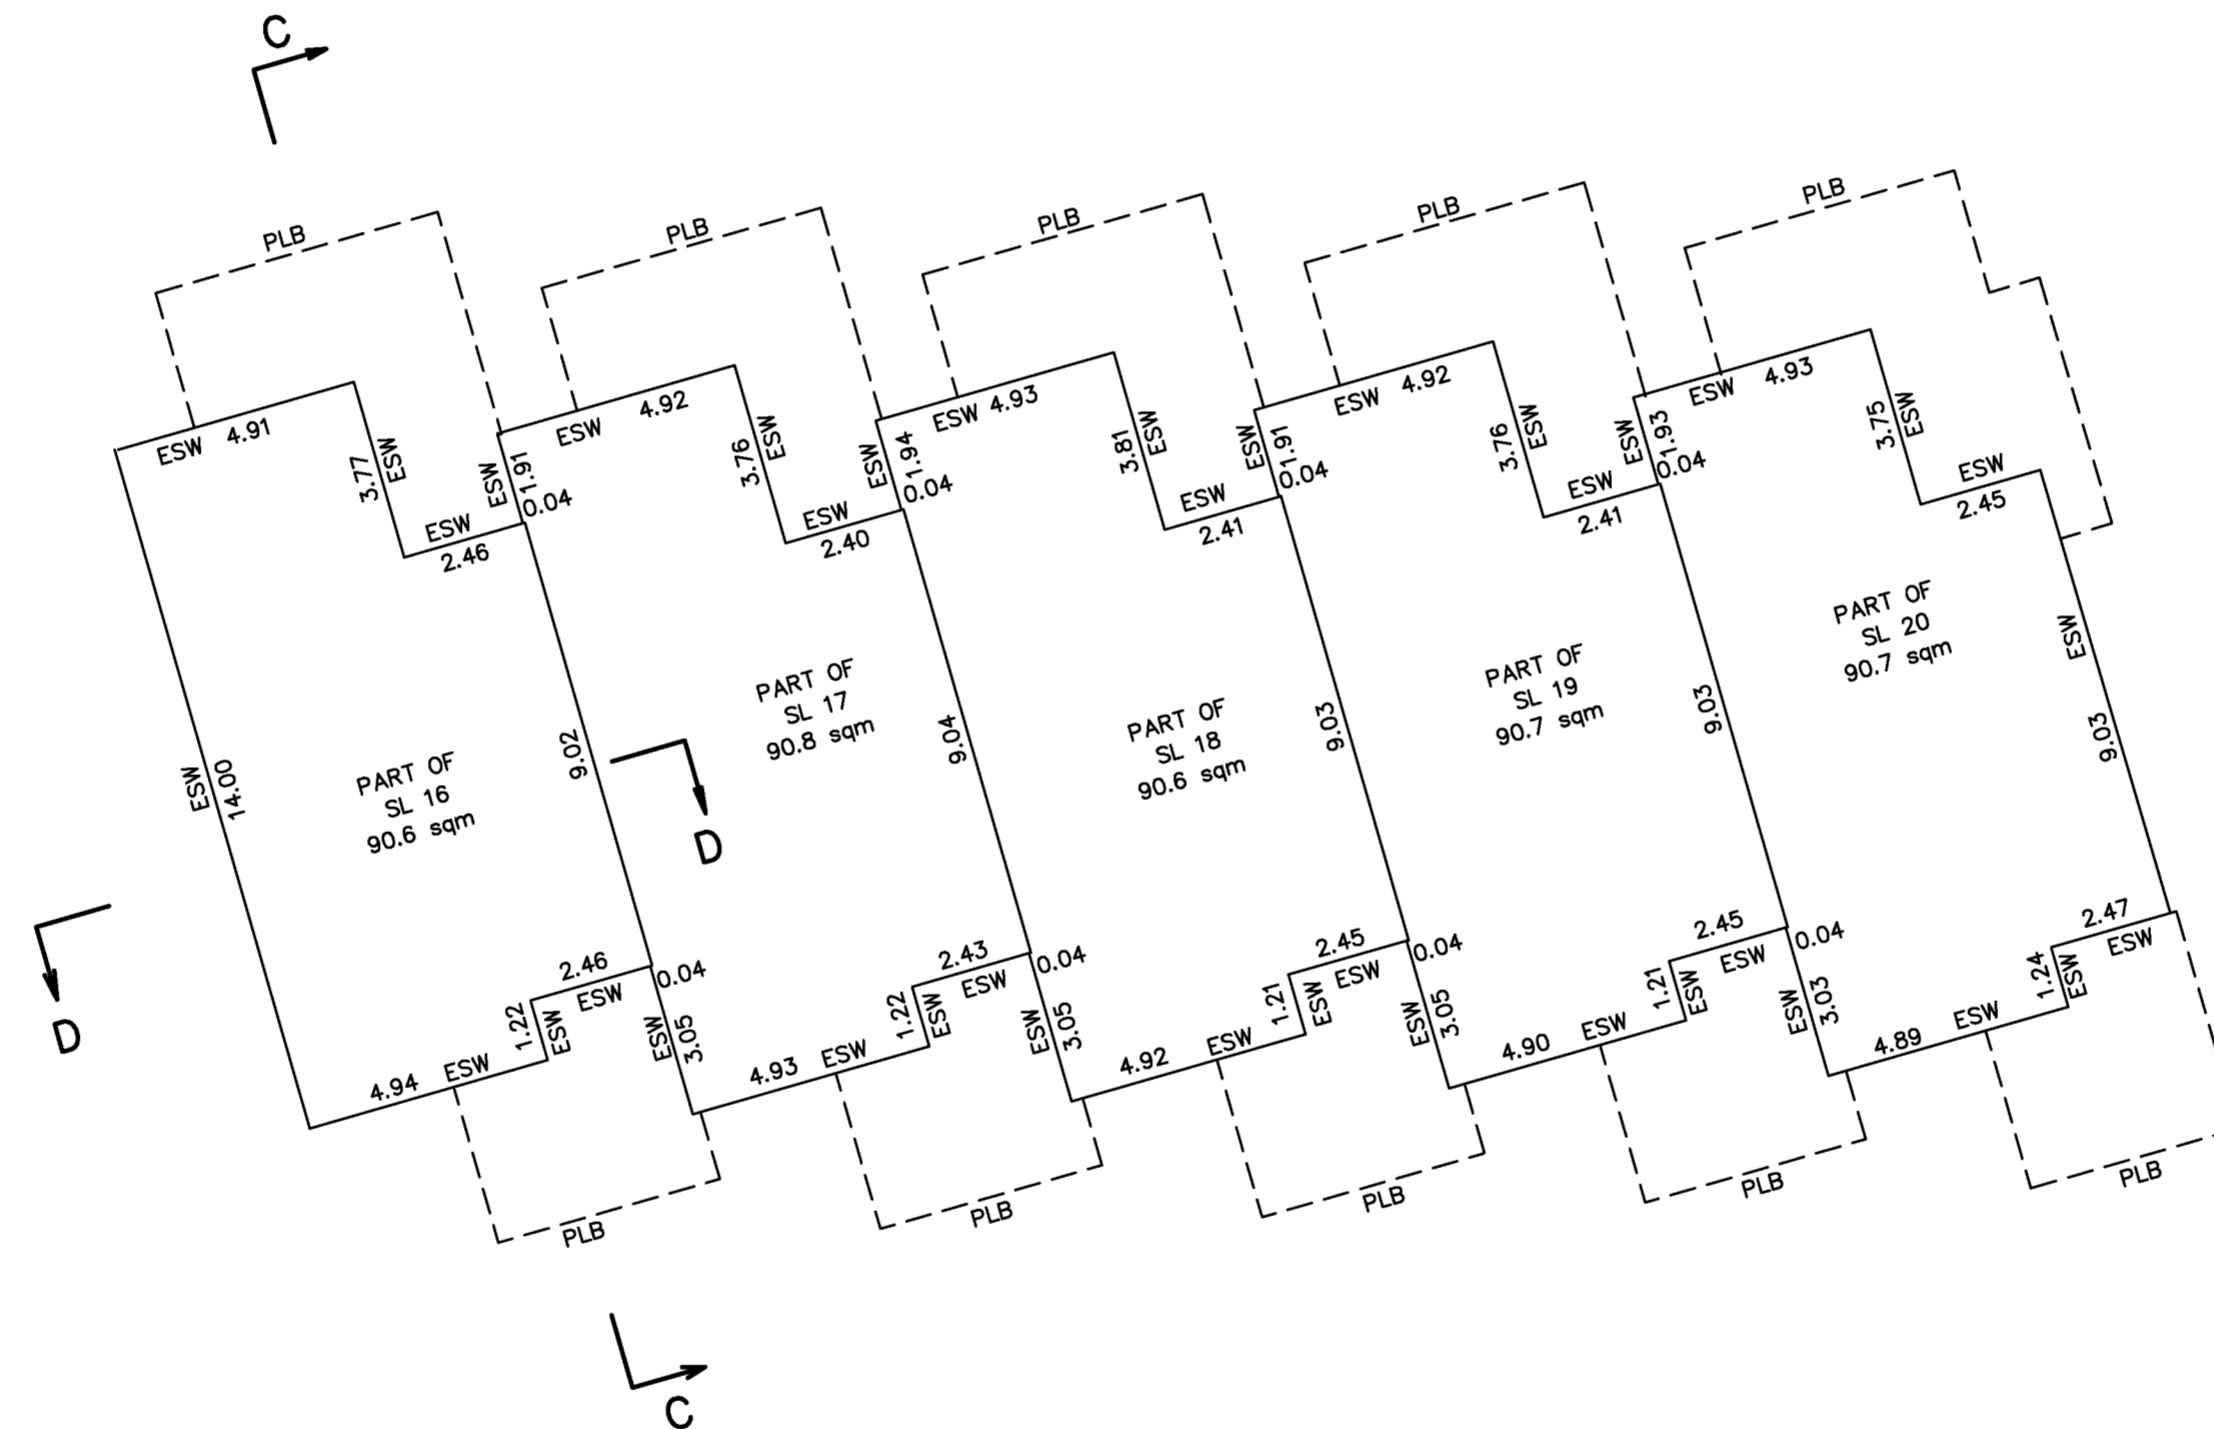 C
PLB
PLB
PLB
PLB
PLB
ESW 4.91
3.77
ESW
ESW
2.46
ESW
1.91
0.04
ESW
4.92
3.76
ESW
ESW
2.40
ESW
1.94
0.04
ESW 4.93
3.81
ESW
ESW
2.41
ESW
1.91
0.04
ESW
4.92
3.76
ESW
ESW
2.41
ESW
1.93
0.04
ESW
4.93
3.75
ESW
ESW
2.45
ESW
14.00
PART OF
SL 16
90.6 sqm
9.02
PART OF
SL 17
90.8 sqm
9.04
PART OF
SL 18
90.6 sqm
9.03
PART OF
SL 19
90.7 sqm
9.03
PART OF
SL 20
90.7 sqm
ESW
9.03
D
D
4.94
ESW
1.22
ESW
2.46
ESW
0.04
ESW
3.05
4.93
ESW
1.22
ESW
2.43
ESW
0.04
ESW
3.05
4.92
ESW
1.21
ESW
2.45
ESW
0.04
ESW
3.05
4.90
ESW
1.21
ESW
2.45
ESW
0.04
ESW
3.03
4.89
ESW
1.24
ESW
2.47
ESW
PLB
PLB
PLB
PLB
PLB
C